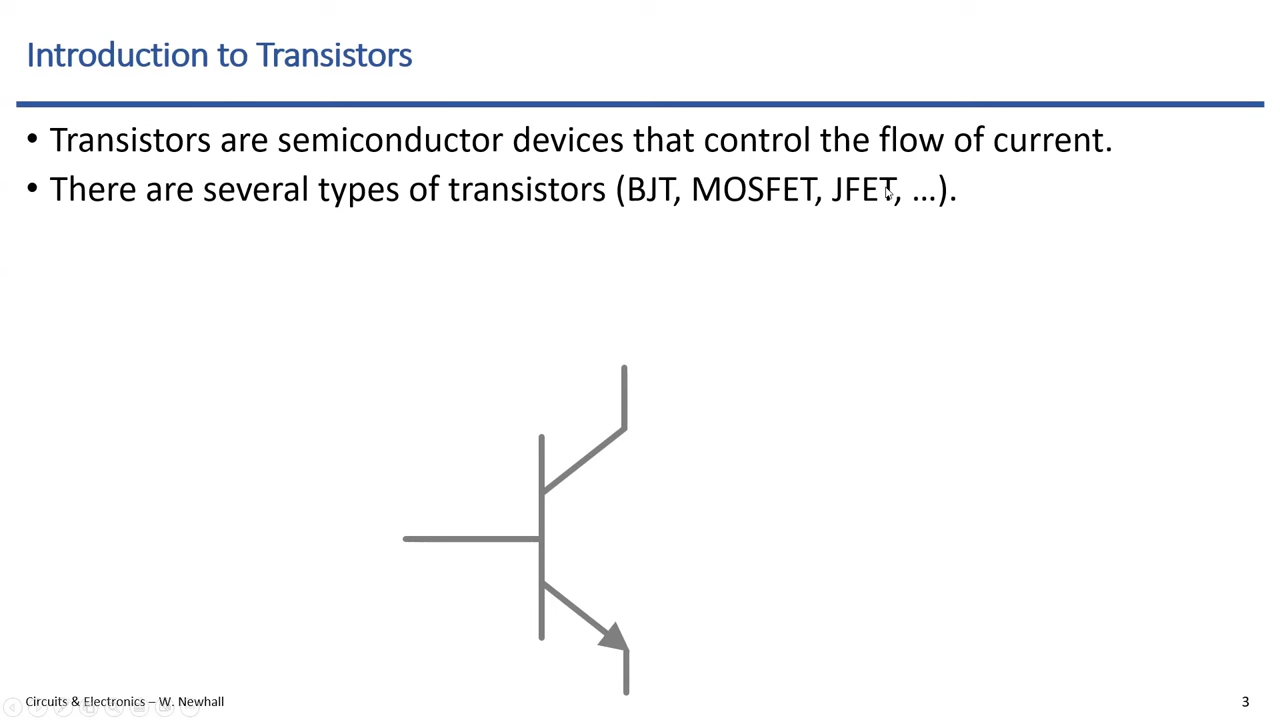 Introduction to Transistors
• Transistors are semiconductor devices that control the flow of current.
• There are several types of transistors (BJT, MOSFET, JFET, …).
Circuits & Electronics – W. Newhall
3